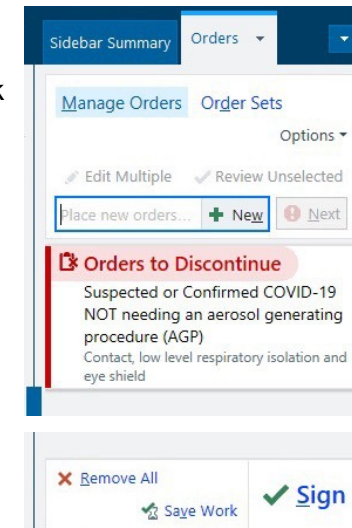 Sidebar Summary Orders
Manage Orders Order Sets
Options
Edit Multiple Review Unselected
Place new orders... New Next
Orders to Discontinue
Suspected or Confirmed COVID-19
NOT needing an aerosol generating
procedure (AGP)
Contact, low level respiratory isolation and
eye shield
Remove All
Save Work Sign